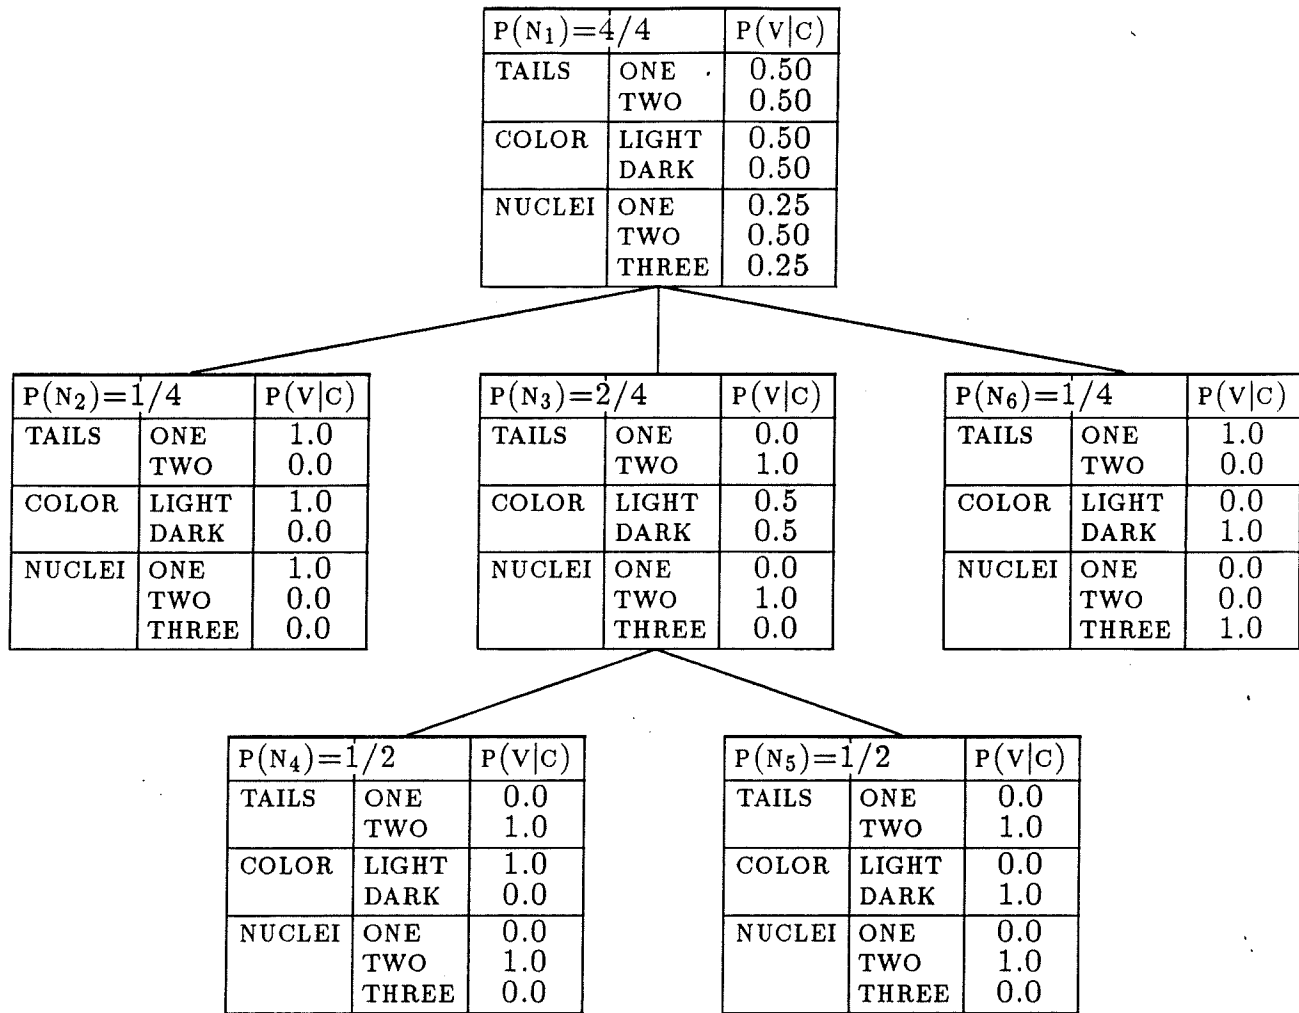 P(N₁)=4/4 P(V|C)
TAILS ONE 0.50
TWO 0.50
COLOR LIGHT 0.50
DARK 0.50
NUCLEI ONE 0.25
TWO 0.50
THREE 0.25
P(N₂)=1/4 P(V|C)
TAILS ONE 1.0
TWO 0.0
COLOR LIGHT 1.0
DARK 0.0
NUCLEI ONE 1.0
TWO 0.0
THREE 0.0
P(N₃)=2/4 P(V|C)
TAILS ONE 0.0
TWO 1.0
COLOR LIGHT 0.5
DARK 0.5
NUCLEI ONE 0.0
TWO 1.0
THREE 0.0
P(N₆)=1/4 P(V|C)
TAILS ONE 1.0
TWO 0.0
COLOR LIGHT 0.0
DARK 1.0
NUCLEI ONE 0.0
TWO 0.0
THREE 1.0
P(N₄)=1/2 P(V|C)
TAILS ONE 0.0
TWO 1.0
COLOR LIGHT 1.0
DARK 0.0
NUCLEI ONE 0.0
TWO 1.0
THREE 0.0
P(N₅)=1/2 P(V|C)
TAILS ONE 0.0
TWO 1.0
COLOR LIGHT 0.0
DARK 1.0
NUCLEI ONE 0.0
TWO 1.0
THREE 0.0